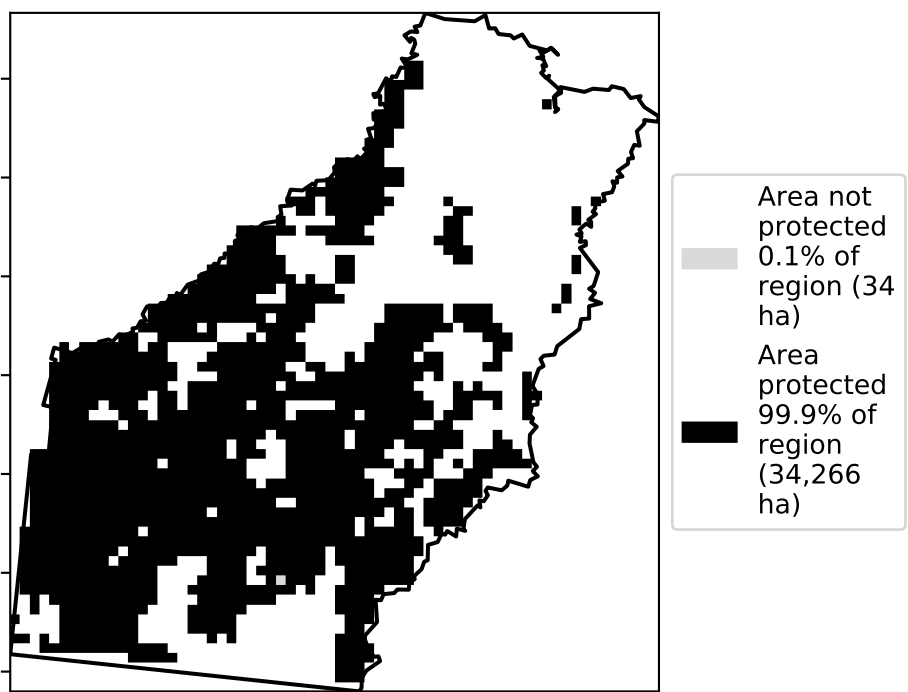 Area not
protected
0.1% of
region (34
ha)
Area
protected
99.9% of
region
(34,266
ha)